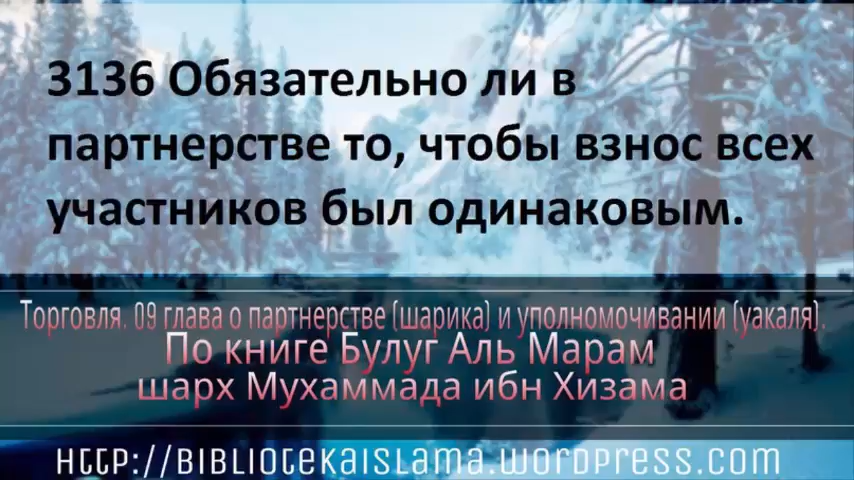 3136 Обязательно ли в
партнерстве то, чтобы взнос всех
участников был одинаковым.
Торговля. 09 глава о партнерстве (шарика) и уполномочивании (уакаля).
По книге Булуг Аль Марам
шарх Мухаммада ибн Хизама
http://bibliotekaislama.wordpress.com